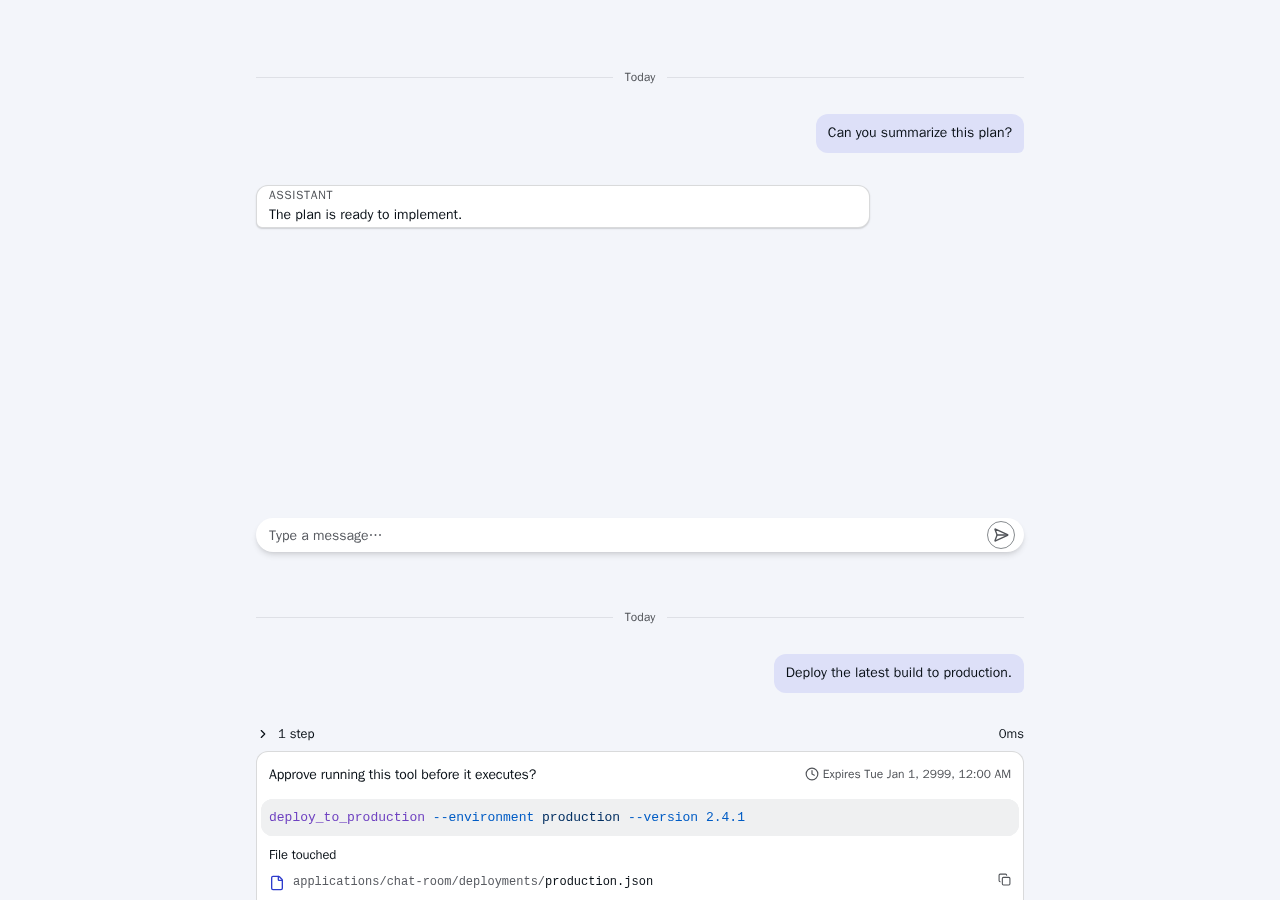 Today
Can you summarize this plan?
ASSISTANT
The plan is ready to implement.
Type a message…
Today
Deploy the latest build to production.
1 step 0ms
Approve running this tool before it executes? Expires Tue Jan 1, 2999, 12:00 AM
deploy_to_production --environment production --version 2.4.1
File touched
applications/chat-room/deployments/production.json